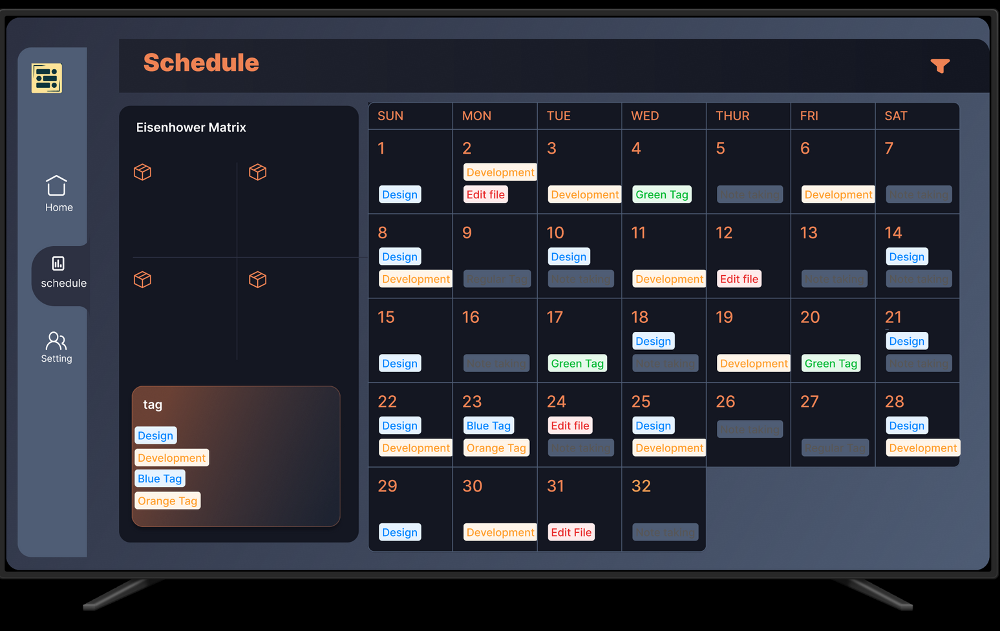 Schedule
Home
schedule
Setting
Eisenhower Matrix
tag
Design
Development
Blue Tag
Orange Tag
SUN MON TUE WED THUR FRI SAT
1 2 3 4 5 6 7
Development
Design Edit file Development Green Tag Note taking Development Note taking
8 9 10 11 12 13 14
Design Design Design
Development Regular Tag Note taking Development Edit file Note taking Note taking
15 16 17 18 19 20 21
Design Design
Design Note taking Green Tag Note taking Development Green Tag Note taking
22 23 24 25 26 27 28
Design Blue Tag Edit file Design Note taking Design
Development Orange Tag Note taking Development Regular Tag Development
29 30 31 32
Design Development Edit File Note taking